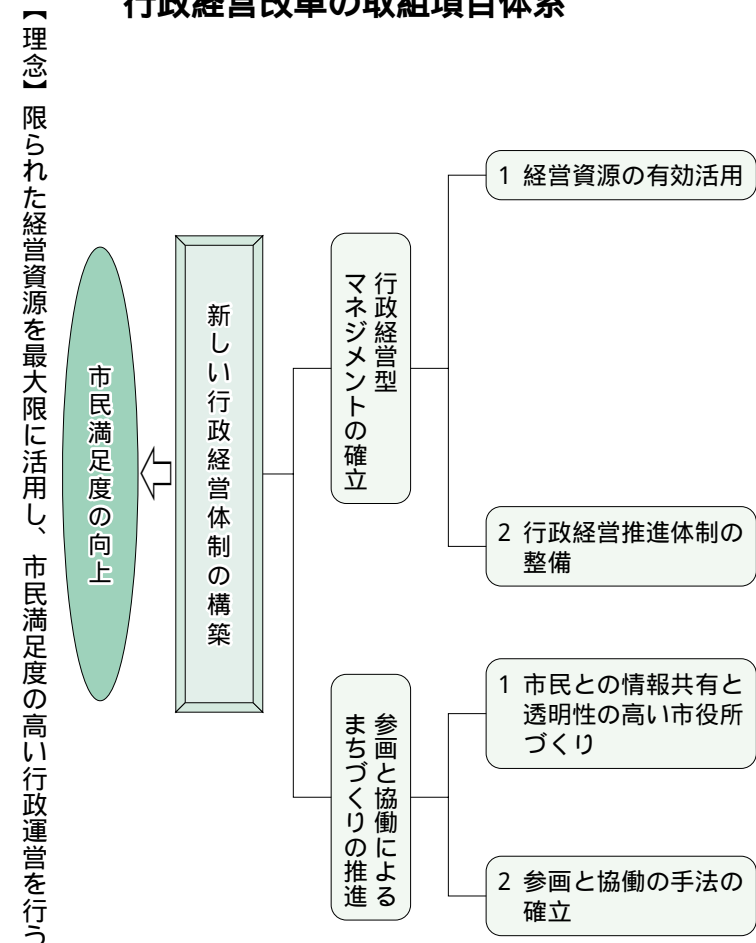 行政経営改革の取組項目体系
【理念】限られた経営資源を最大限に活用し、市民満足度の高い行政運営を行う
市民満足度の向上
新しい行政経営体制の構築
行政経営型
マネジメントの確立
1 経営資源の有効活用
2 行政経営推進体制の
整備
参画と協働による
まちづくりの推進
1 市民との情報共有と
透明性の高い市役所
づくり
2 参画と協働の手法の
確立